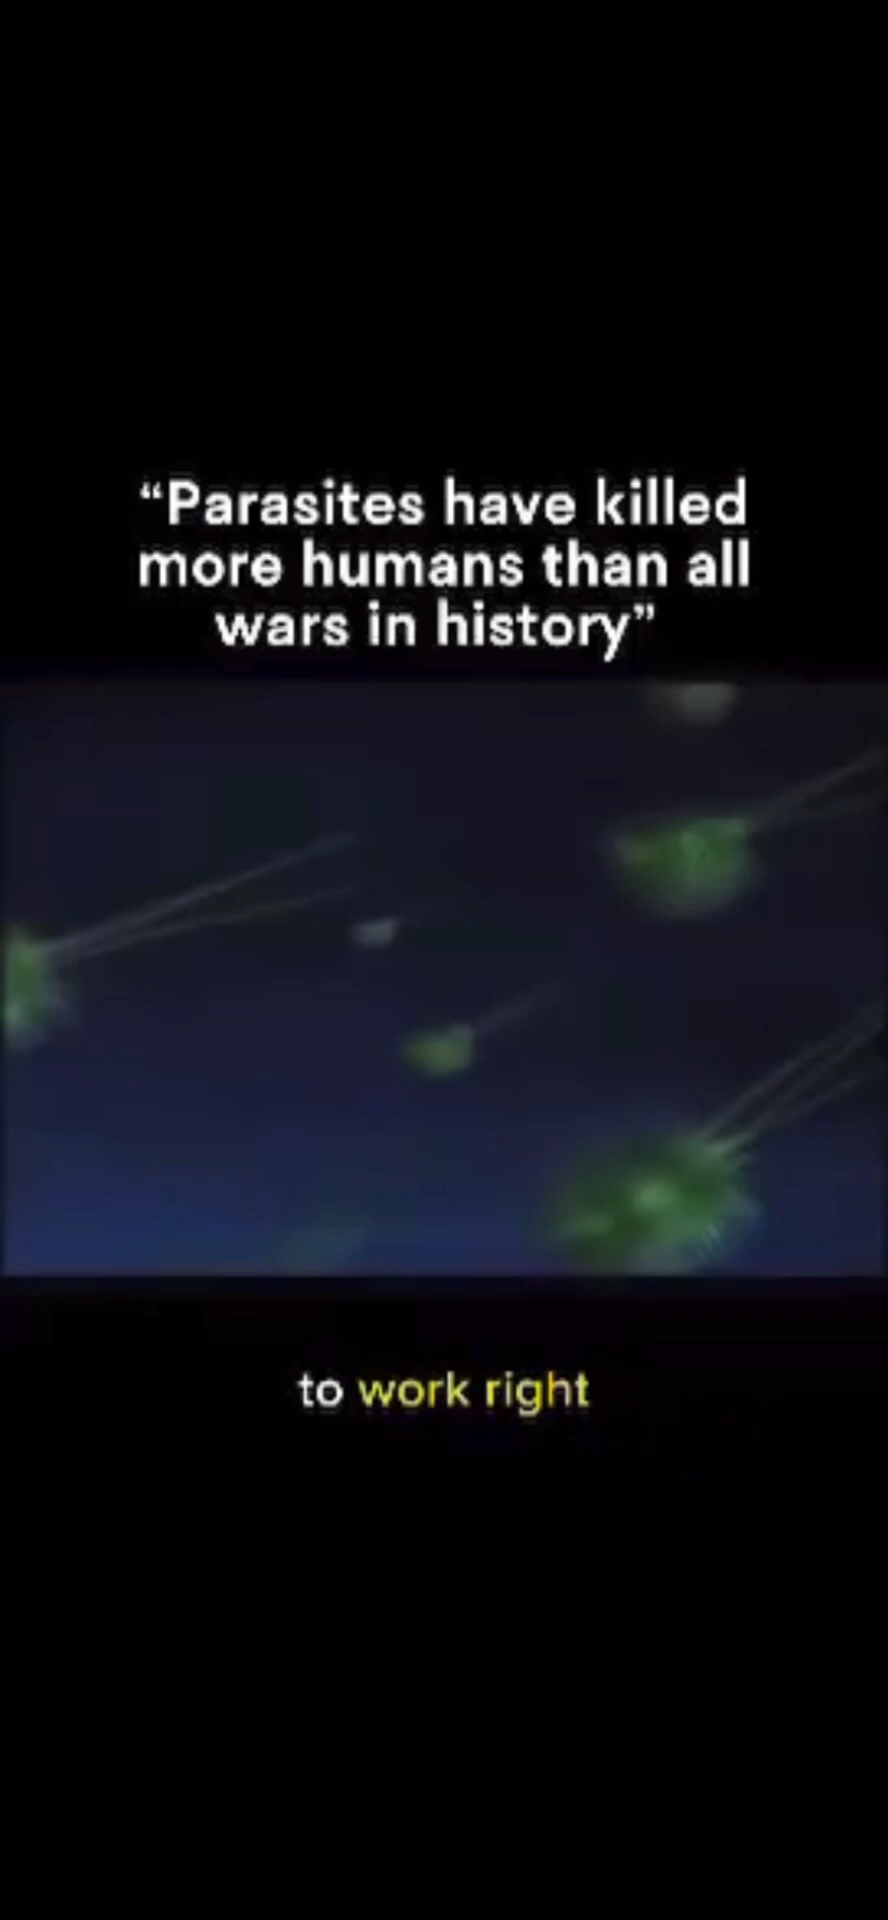 “Parasites have killed
more humans than all
wars in history”
to work right